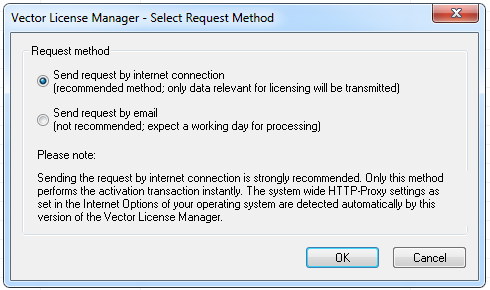 Vector License Manager - Select Request Method
Request method
Send request by internet connection
(recommended method; only data relevant for licensing will be transmitted)
Send request by email
(not recommended; expect a working day for processing)
Please note:
Sending the request by internet connection is strongly recommended. Only this method
performs the activation transaction instantly. The system wide HTTP-Proxy settings as
set in the Internet Options of your operating system are detected automatically by this
version of the Vector License Manager.
OK
Cancel